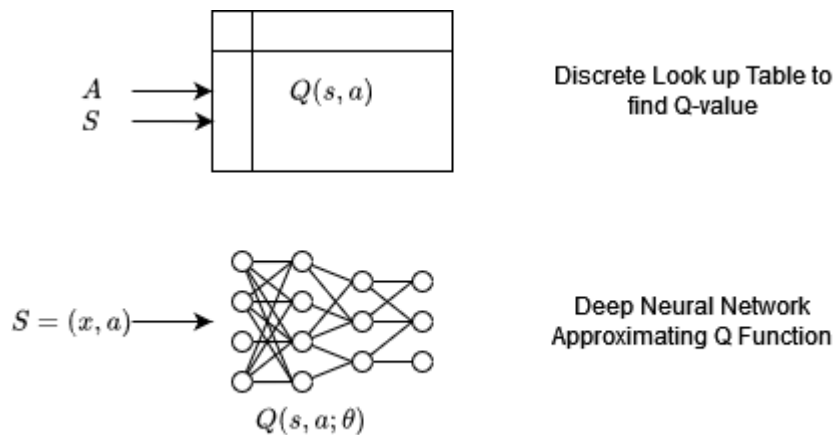 A
S
Q(s, a)
Discrete Look up Table to
find Q-value
S = (x, a)
Q(s, a; θ)
Deep Neural Network
Approximating Q Function